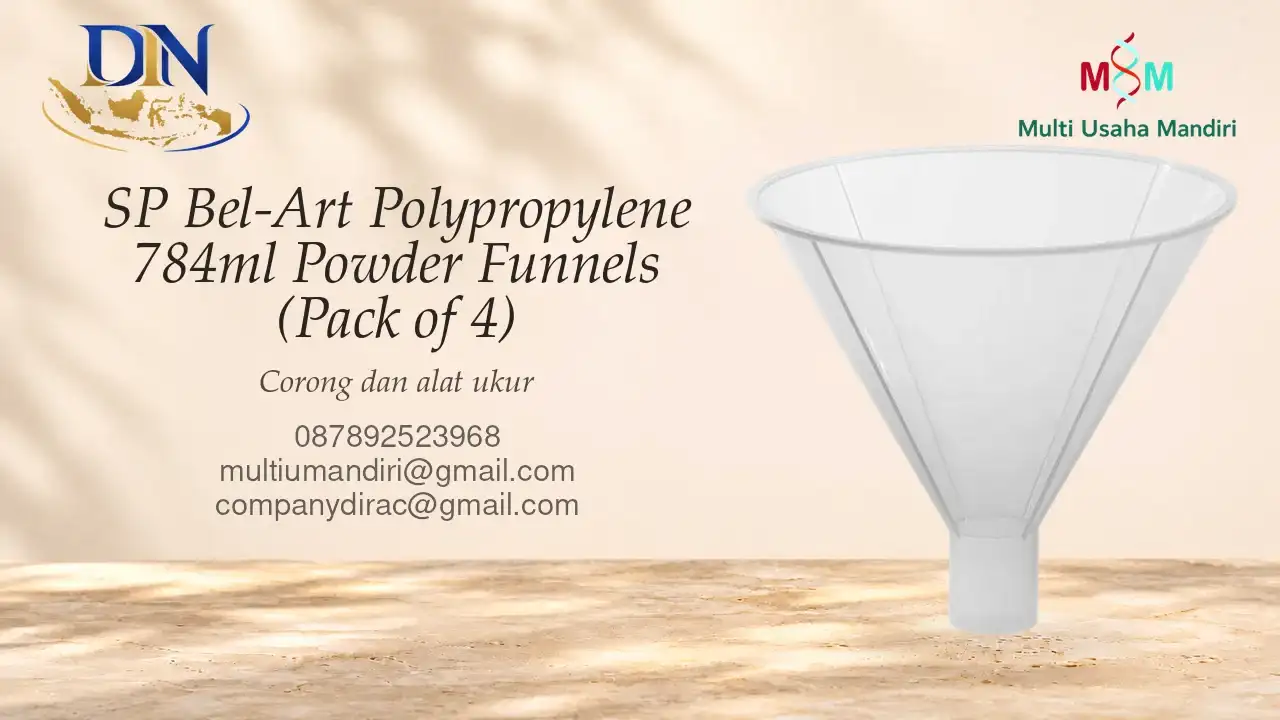 DIN
M M
Multi Usaha Mandiri
SP Bel-Art Polypropylene
784ml Powder Funnels
(Pack of 4)
Corong dan alat ukur
087892523968
multiumandiri@gmail.com
companydirac@gmail.com